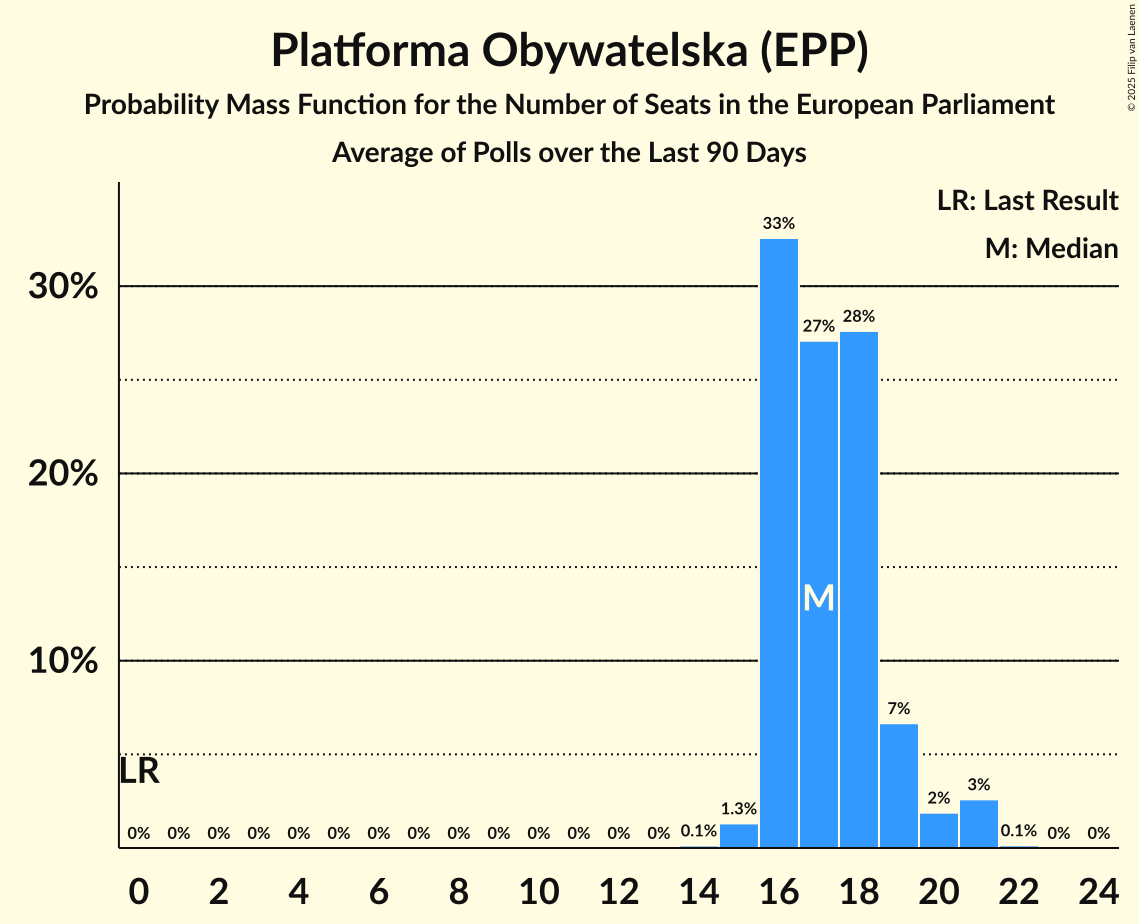 Platforma Obywatelska (EPP)
Probability Mass Function for the Number of Seats in the European Parliament
Average of Polls over the Last 90 Days
© 2025 Filip van Laenen
LR: Last Result
M: Median
33%
30%
28%
27%
20%
M
10%
7%
LR
3%
2%
1.3%
0% 0% 0% 0% 0% 0% 0% 0% 0% 0% 0% 0% 0% 0% 0.1% 0.1% 0% 0%
0 2 4 6 8 10 12 14 16 18 20 22 24